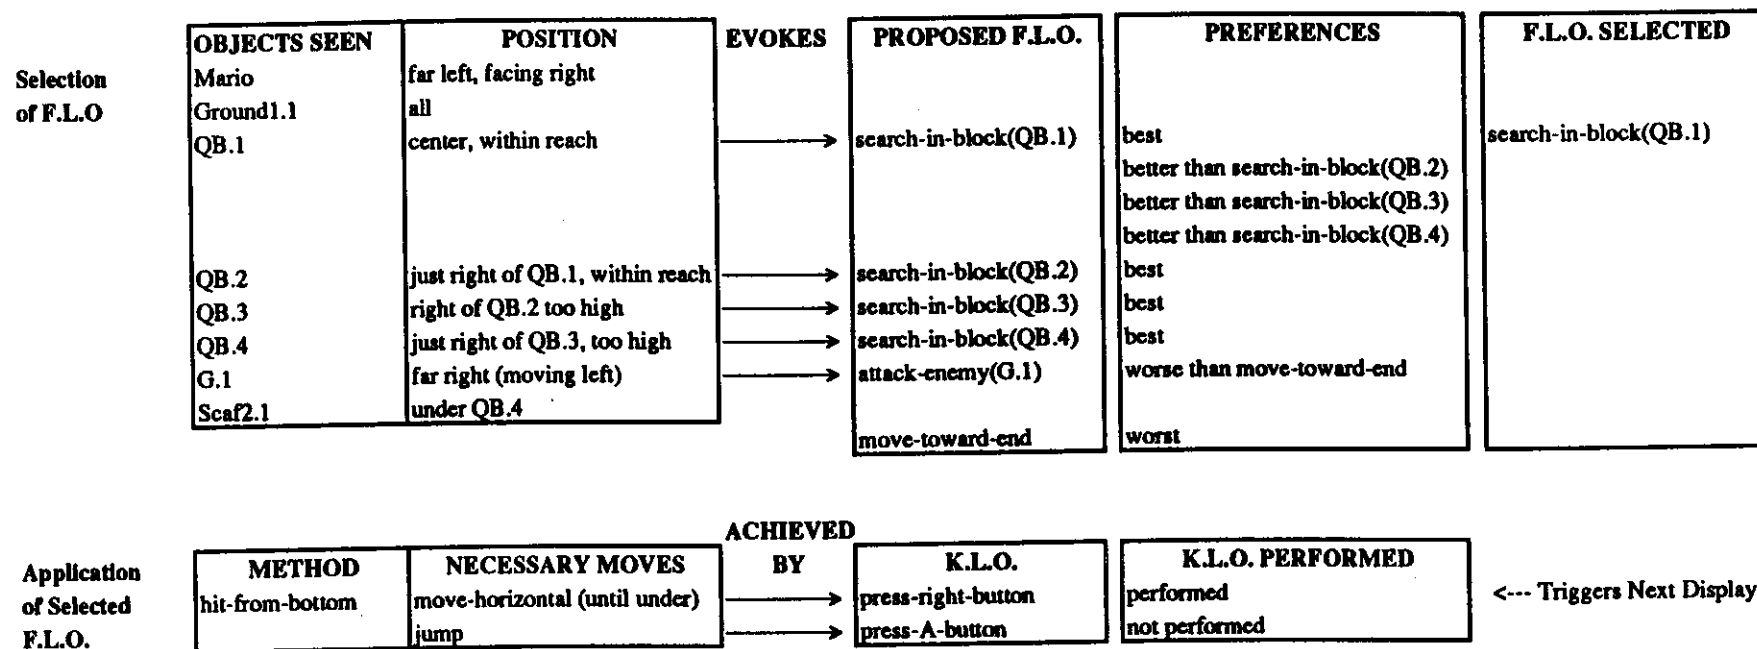 OBJECTS SEEN POSITION EVOKES PROPOSED F.L.O. PREFERENCES F.L.O. SELECTED
Selection Mario far left, facing right
of F.L.O Ground1.1 all
QB.1 center, within reach search-in-block(QB.1) best search-in-block(QB.1)
better than search-in-block(QB.2)
better than search-in-block(QB.3)
better than search-in-block(QB.4)
QB.2 just right of QB.1, within reach search-in-block(QB.2) best
QB.3 right of QB.2 too high search-in-block(QB.3) best
QB.4 just right of QB.3, too high search-in-block(QB.4) best
G.1 far right (moving left) attack-enemy(G.1) worse than move-toward-end
Scaf2.1 under QB.4
move-toward-end worst
ACHIEVED
Application METHOD NECESSARY MOVES BY K.L.O. K.L.O. PERFORMED
of Selected hit-from-bottom move-horizontal (until under) press-right-button performed <--- Triggers Next Display
F.L.O. jump press-A-button not performed